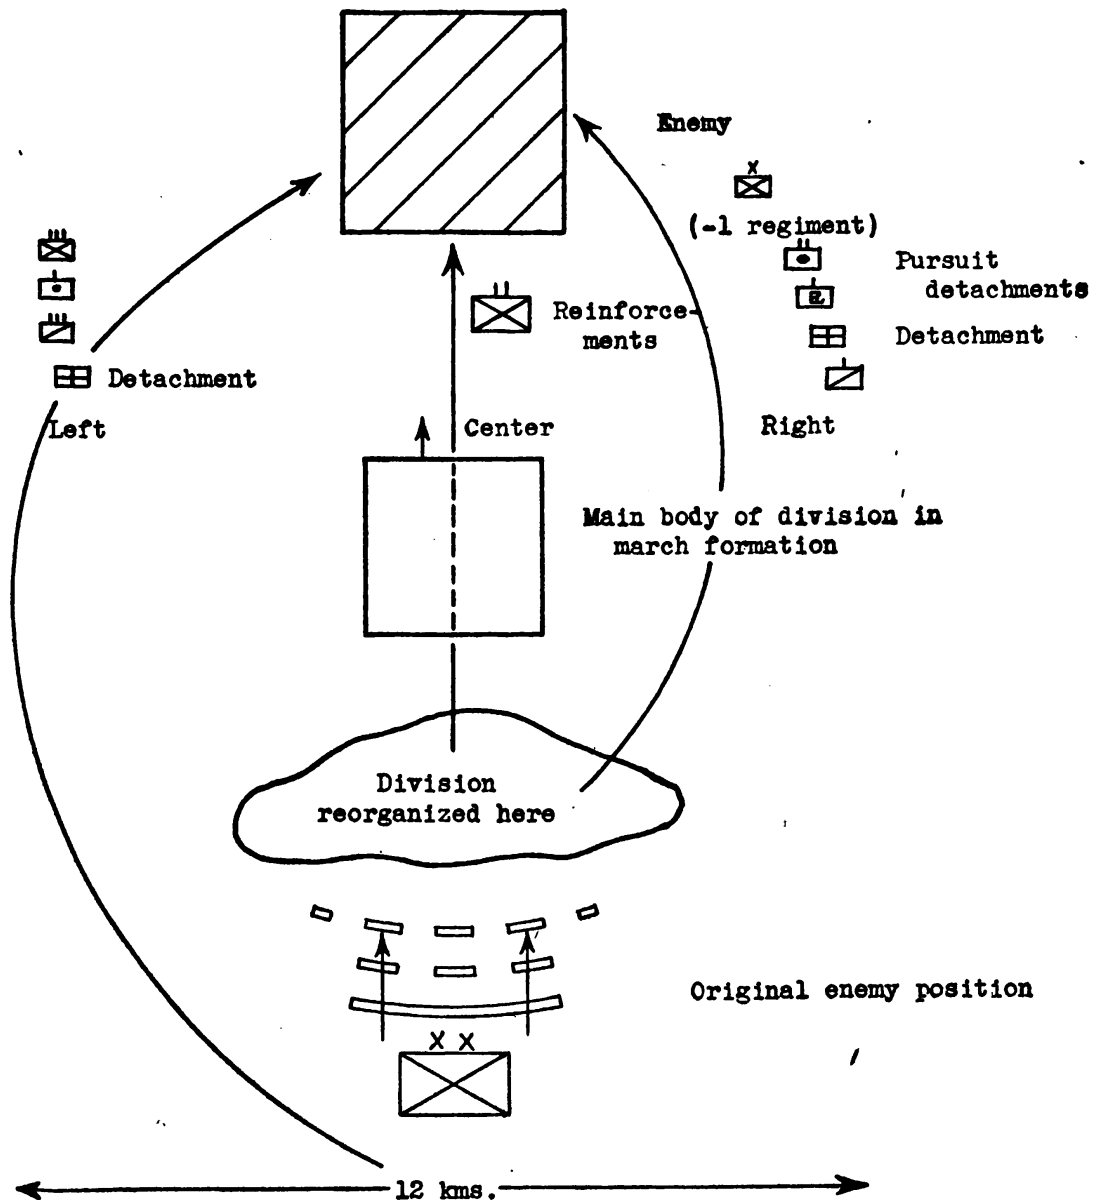 Enemy
X
(-1 regiment)
Pursuit
detachments
a
Reinforce-
ments
Detachment
Detachment
Left
Center
Right
Main body of division in
march formation
Division
reorganized here
Original enemy position
X X
12 kms.